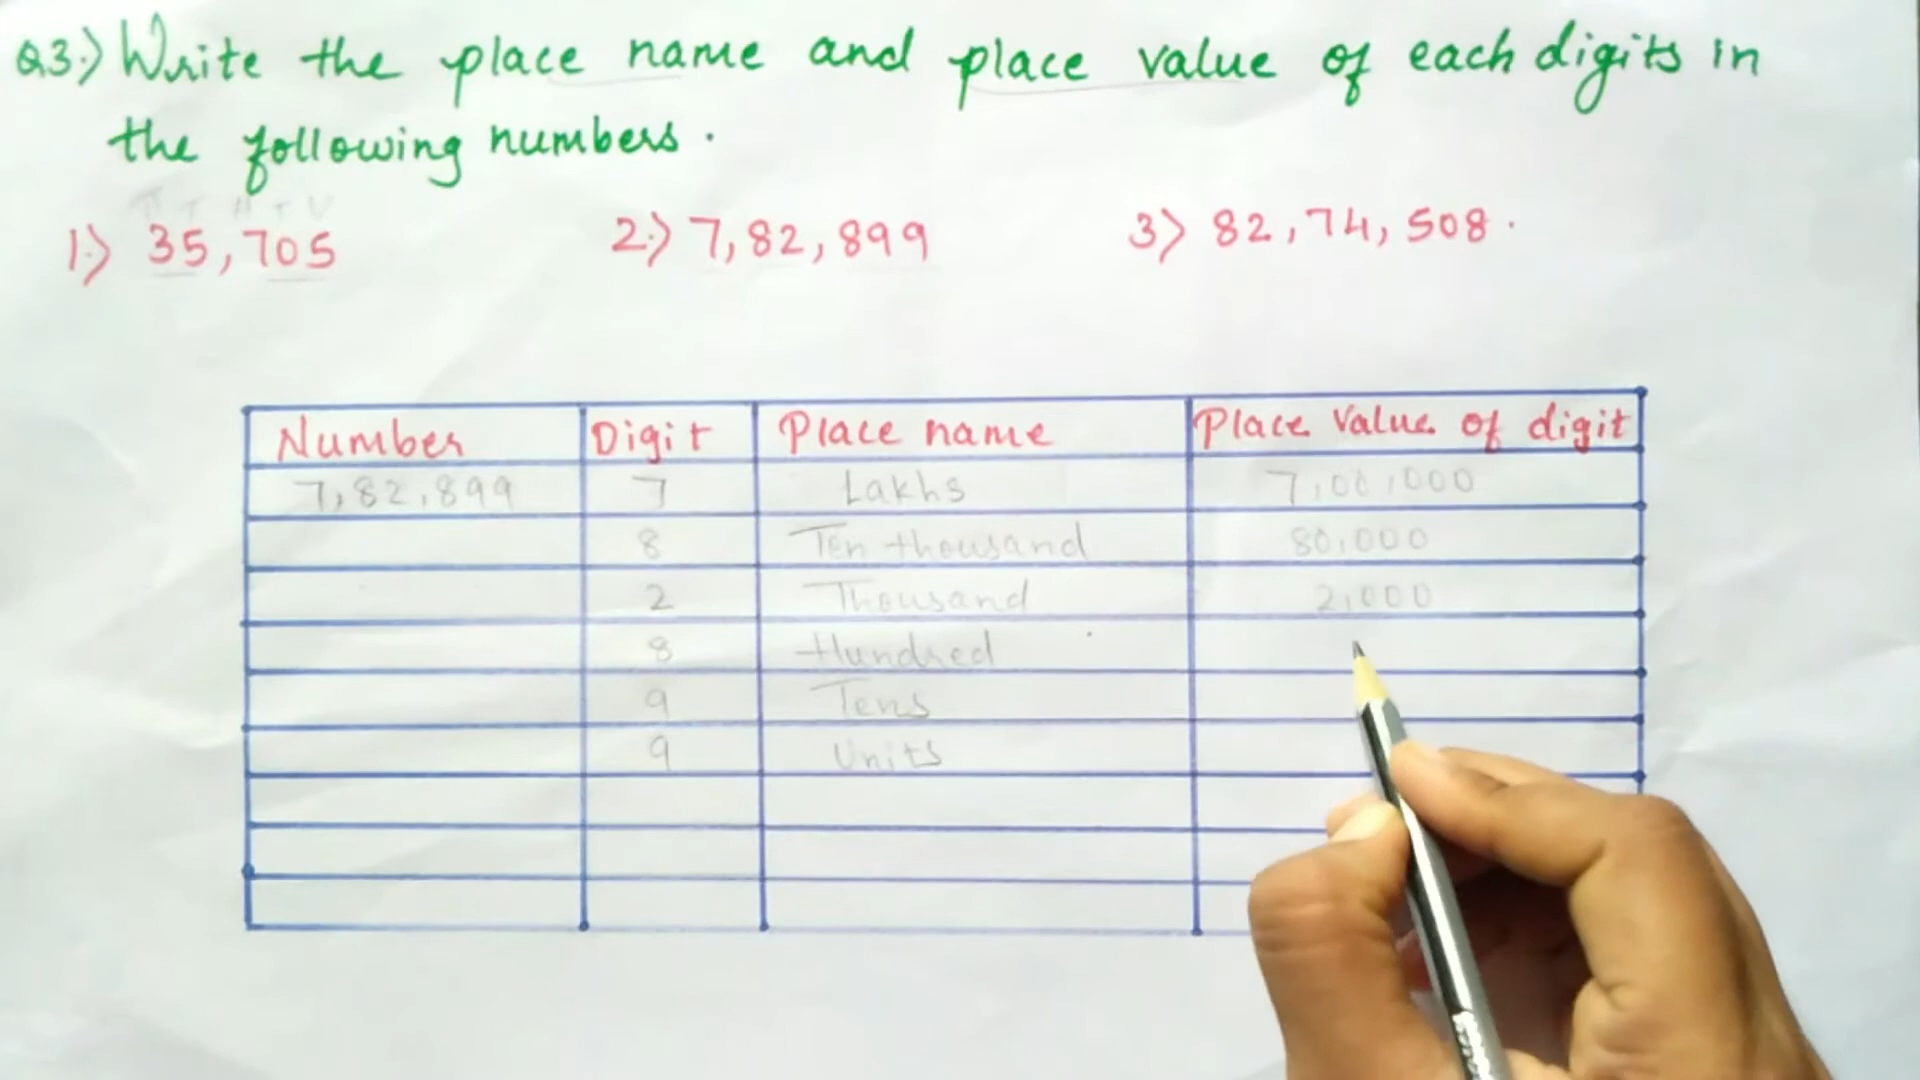 Q3.) Write the place name and place value of each digits in
the following numbers.
T T H T U
1.) 35,705 2.) 7,82,899 3) 82,74,508.
Number Digit Place name Place Value of digit
7,82,899 7 Lakhs 7,00,000
8 Ten thousand 80,000
2 Thousand 2,000
8 Hundred
9 Tens
9 Units